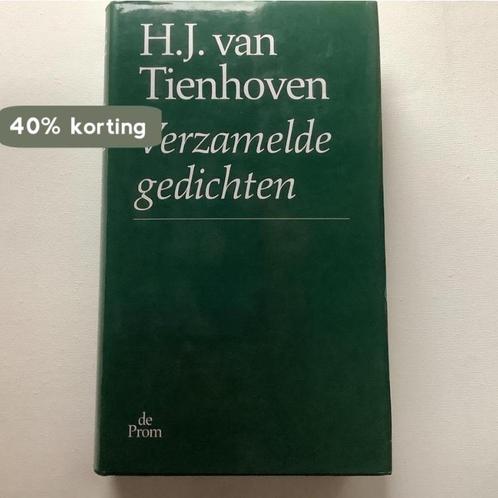 H.J. van
Tienhoven
40% korting
Verzamelde
gedichten
de
Prom